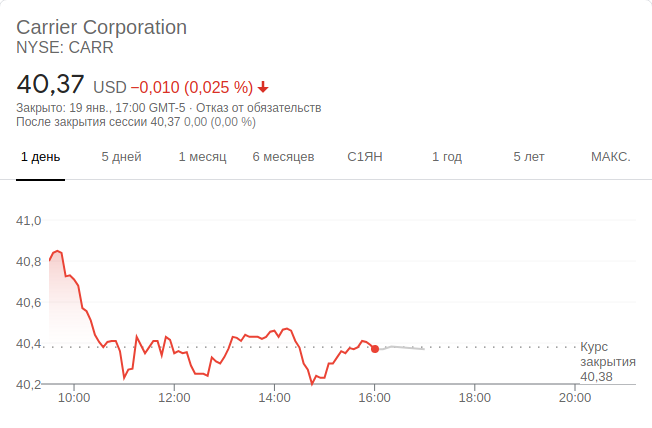 Carrier Corporation
NYSE: CARR
40,37 USD −0,010 (0,025 %)
Закрыто: 19 янв., 17:00 GMT-5 · Отказ от обязательств
После закрытия сессии 40,37 0,00 (0,00 %)
1 день 5 дней 1 месяц 6 месяцев С1ЯН 1 год 5 лет МАКС.
41,0
40,8
40,6
40,4
40,2
Курс
закрытия
40,38
10:00 12:00 14:00 16:00 18:00 20:00